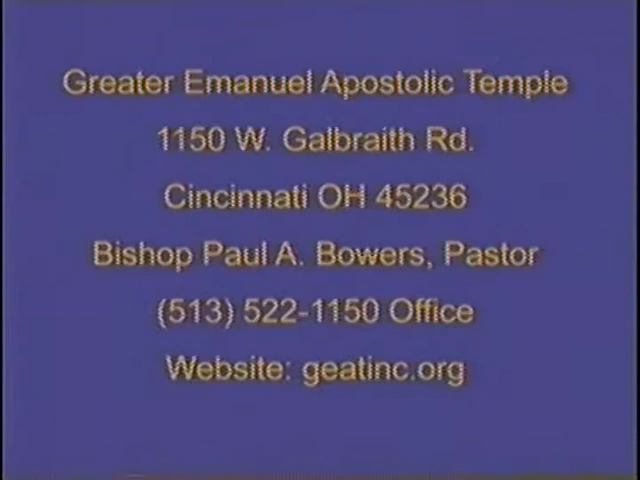 Greater Emanuel Apostolic Temple
1150 W. Galbraith Rd.
Cincinnati OH 45236
Bishop Paul A. Bowers, Pastor
(513) 522-1150 Office
Website: geatinc.org